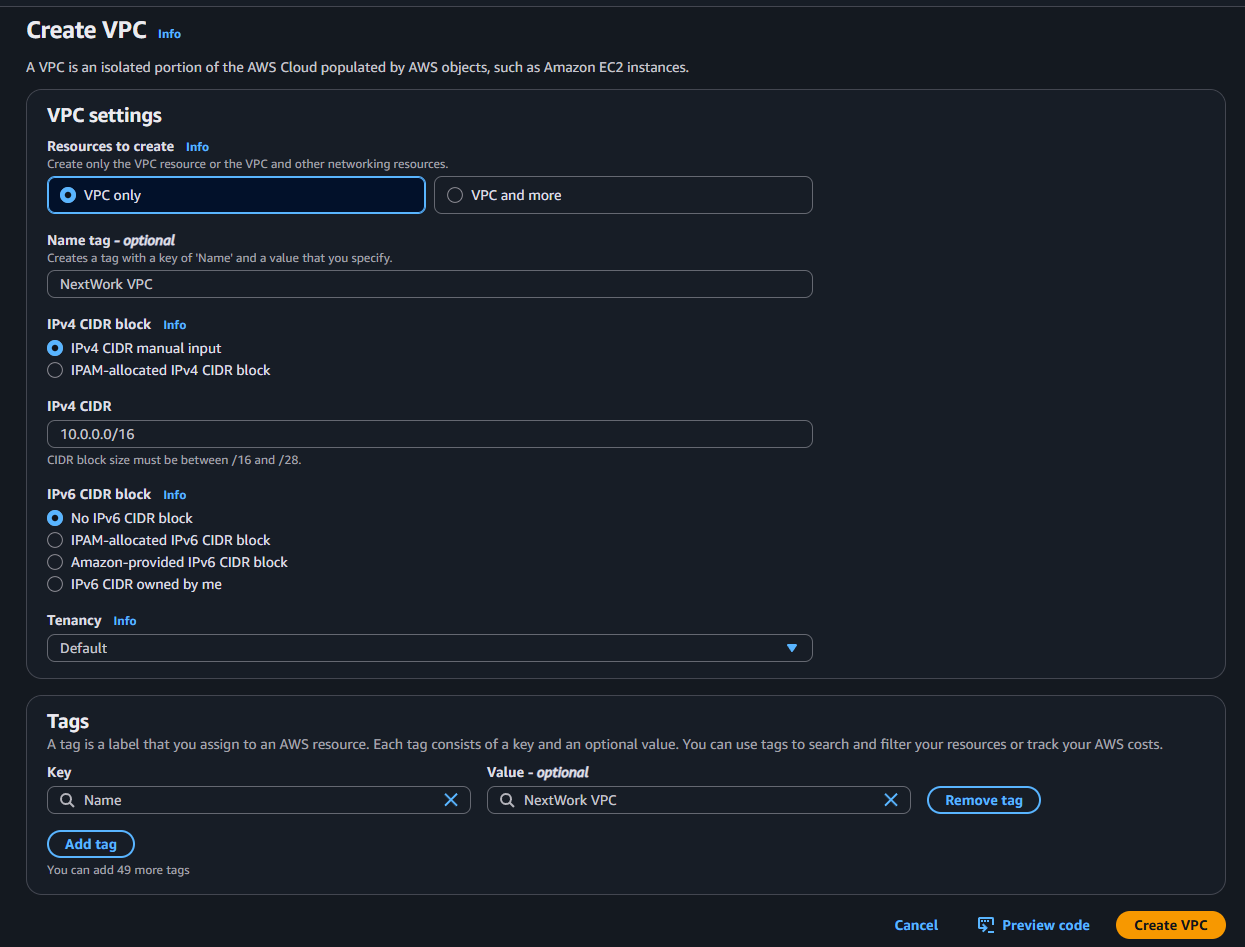 Create VPC Info
A VPC is an isolated portion of the AWS Cloud populated by AWS objects, such as Amazon EC2 instances.
VPC settings
Resources to create Info
Create only the VPC resource or the VPC and other networking resources.
VPC only
VPC and more
Name tag - optional
Creates a tag with a key of 'Name' and a value that you specify.
NextWork VPC
IPv4 CIDR block Info
IPv4 CIDR manual input
IPAM-allocated IPv4 CIDR block
IPv4 CIDR
10.0.0.0/16
CIDR block size must be between /16 and /28.
IPv6 CIDR block Info
No IPv6 CIDR block
IPAM-allocated IPv6 CIDR block
Amazon-provided IPv6 CIDR block
IPv6 CIDR owned by me
Tenancy Info
Default
Tags
A tag is a label that you assign to an AWS resource. Each tag consists of a key and an optional value. You can use tags to search and filter your resources or track your AWS costs.
Key
Value - optional
Name
NextWork VPC
Remove tag
Add tag
You can add 49 more tags
Cancel
Preview code
Create VPC